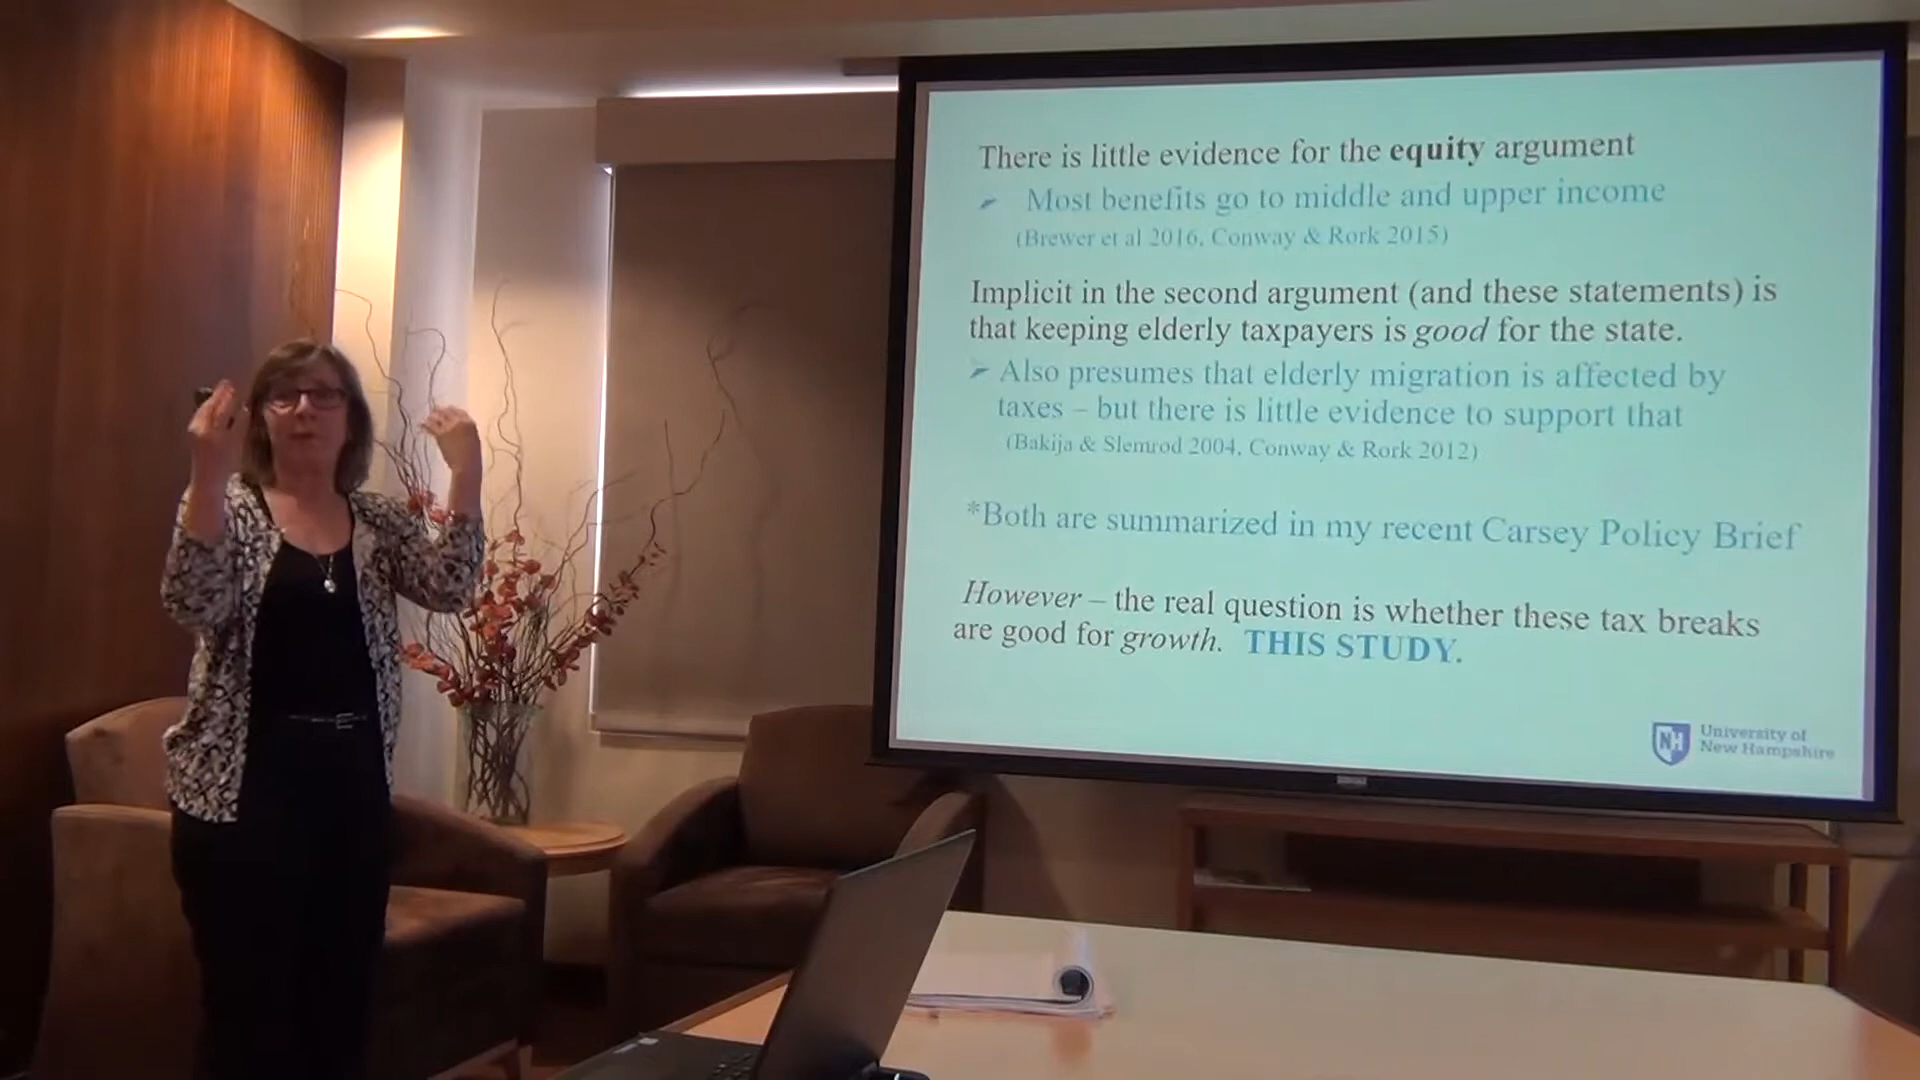 There is little evidence for the equity argument
➢ Most benefits go to middle and upper income
(Brewer et al 2016, Conway & Rork 2015)
Implicit in the second argument (and these statements) is
that keeping elderly taxpayers is good for the state.
➢ Also presumes that elderly migration is affected by
taxes – but there is little evidence to support that
(Bakija & Slemrod 2004, Conway & Rork 2012)
*Both are summarized in my recent Carsey Policy Brief
However – the real question is whether these tax breaks
are good for growth. THIS STUDY.
NH
University of
New Hampshire